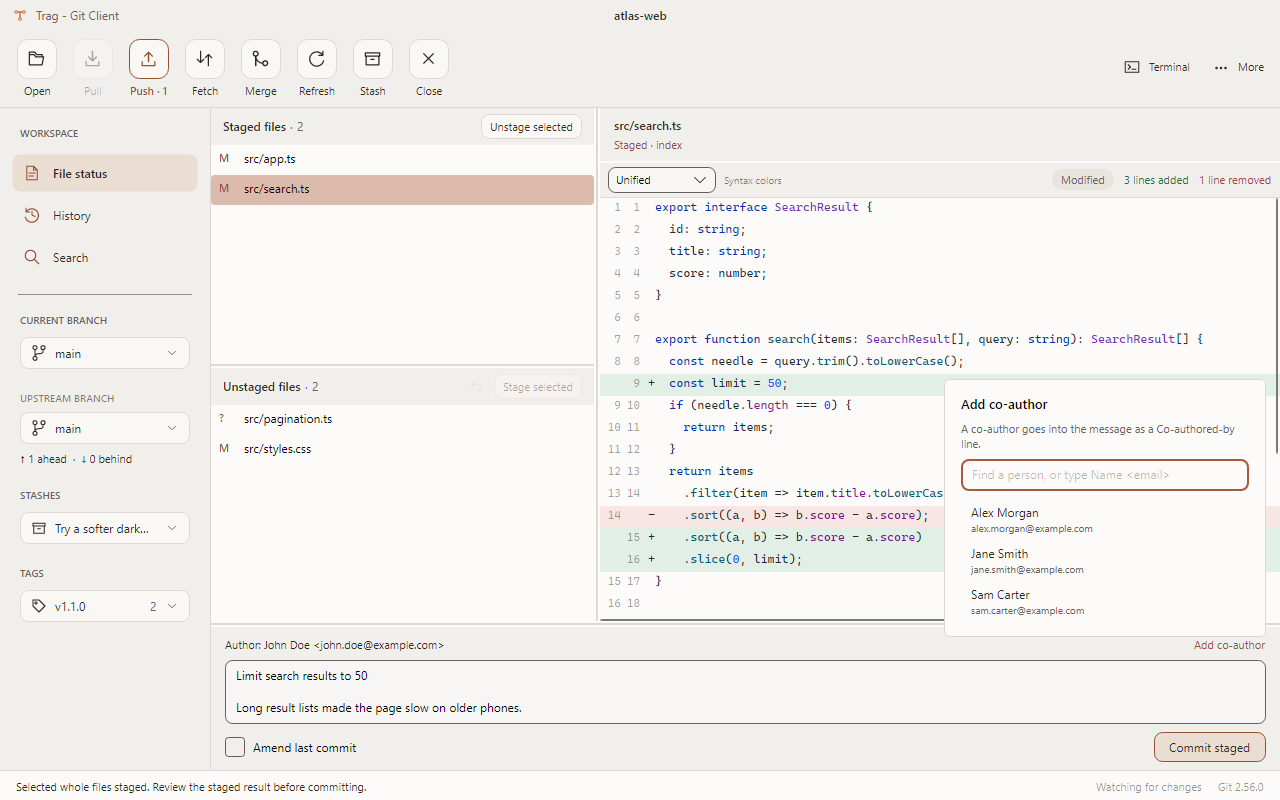 Trag - Git Client
atlas-web
Open
Pull
Push · 1
Fetch
Merge
Refresh
Stash
Close
Terminal
More
WORKSPACE
File status
History
Search
CURRENT BRANCH
main
UPSTREAM BRANCH
main
↑ 1 ahead · ↓ 0 behind
STASHES
Try a softer dark...
TAGS
v1.1.0 2
Staged files · 2
Unstage selected
M src/app.ts
M src/search.ts
Unstaged files · 2
Stage selected
? src/pagination.ts
M src/styles.css
src/search.ts
Staged · index
Unified
Syntax colors
Modified
3 lines added
1 line removed
1 1 export interface SearchResult {
2 2 id: string;
3 3 title: string;
4 4 score: number;
5 5 }
6 6
7 7 export function search(items: SearchResult[], query: string): SearchResult[] {
8 8 const needle = query.trim().toLowerCase();
9 + const limit = 50;
9 10 if (needle.length === 0) {
10 11 return items;
11 12 }
12 13 return items
13 14 .filter(item => item.title.toLowerCas
14 − .sort((a, b) => b.score − a.score);
15 + .sort((a, b) => b.score − a.score)
16 + .slice(0, limit);
15 17 }
16 18
Add co-author
A co-author goes into the message as a Co-authored-by
line.
Find a person, or type Name <email>
Alex Morgan
alex.morgan@example.com
Jane Smith
jane.smith@example.com
Sam Carter
sam.carter@example.com
Author: John Doe <john.doe@example.com>
Add co-author
Limit search results to 50
Long result lists made the page slow on older phones.
Amend last commit
Commit staged
Selected whole files staged. Review the staged result before committing.
Watching for changes
Git 2.56.0